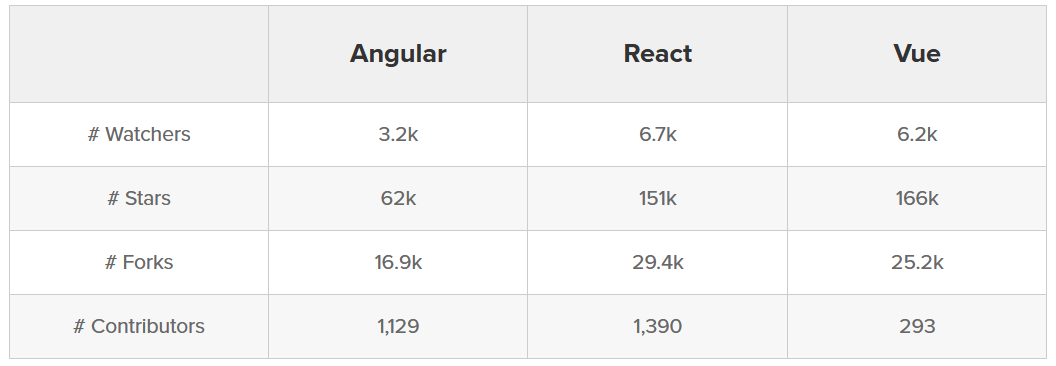 Angular React Vue
# Watchers 3.2k 6.7k 6.2k
# Stars 62k 151k 166k
# Forks 16.9k 29.4k 25.2k
# Contributors 1,129 1,390 293